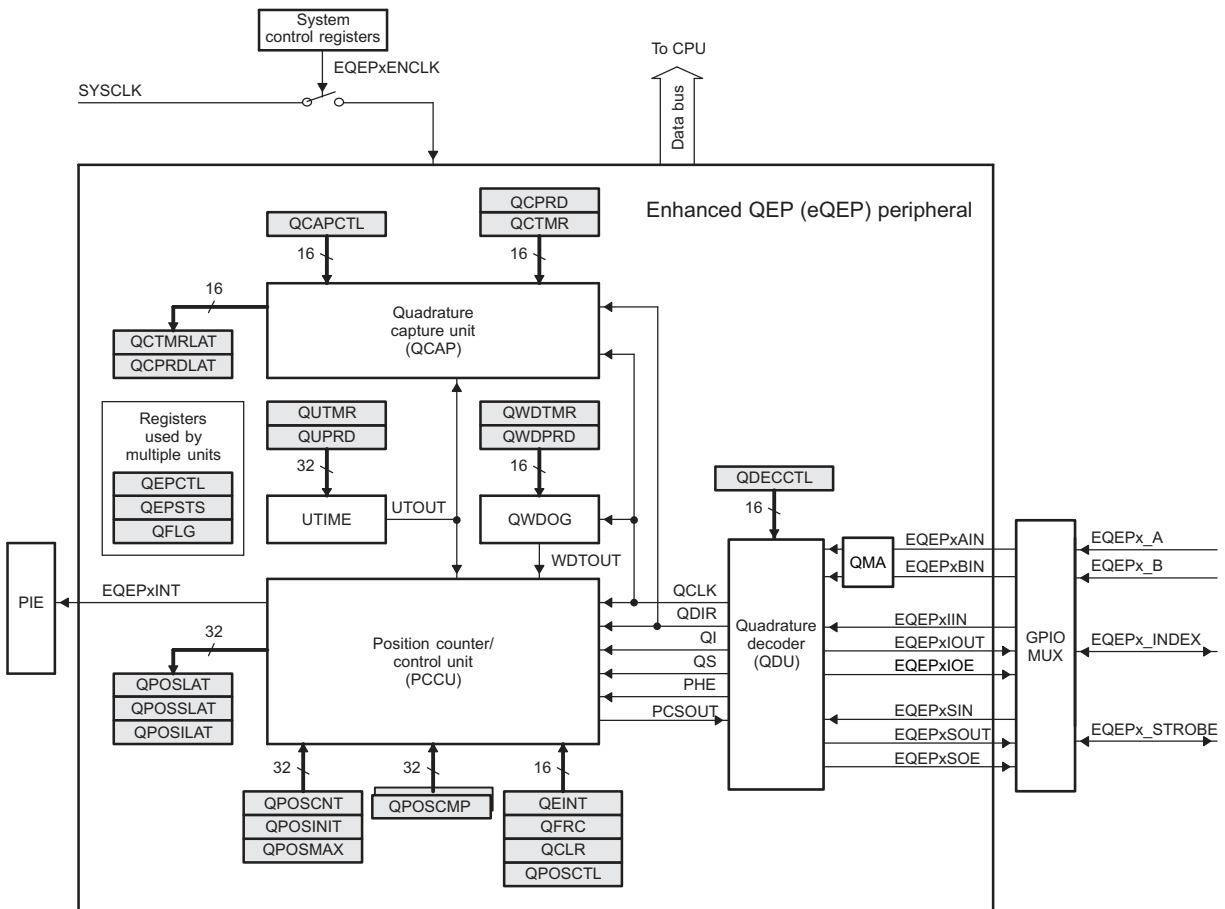 System
control registers
To CPU
EQEPxENCLK
SYSCLK
Data bus
Enhanced QEP (eQEP) peripheral
QCPRD
QCAPCTL
QCTMR
16
16
16
Quadrature
capture unit
(QCAP)
QCTMRLAT
QCPRDLAT
Registers
used by
multiple units
QEPCTL
QEPSTS
QFLG
QUTMR
QUPRD
32
QWDTMR
QWDPRD
16
UTIME
UTOUT
QWDOG
WDTOUT
QDECCTL
16
EQEPxAIN
EQEPxBIN
QMA
EQEPx_A
EQEPx_B
PIE
EQEPxINT
QCLK
QDIR
QI
QS
PHE
PCSOUT
Position counter/
control unit
(PCCU)
Quadrature
decoder
(QDU)
EQEPxIIN
EQEPxIOUT
EQEPxIOE
GPIO
MUX
EQEPx_INDEX
32
QPOSLAT
QPOSSLAT
QPOSILAT
EQEPxSIN
EQEPxSOUT
EQEPxSOE
EQEPx_STROBE
32
32
16
QPOSCNT
QPOSINIT
QPOSMAX
QPOSCMP
QEINT
QFRC
QCLR
QPOSCTL